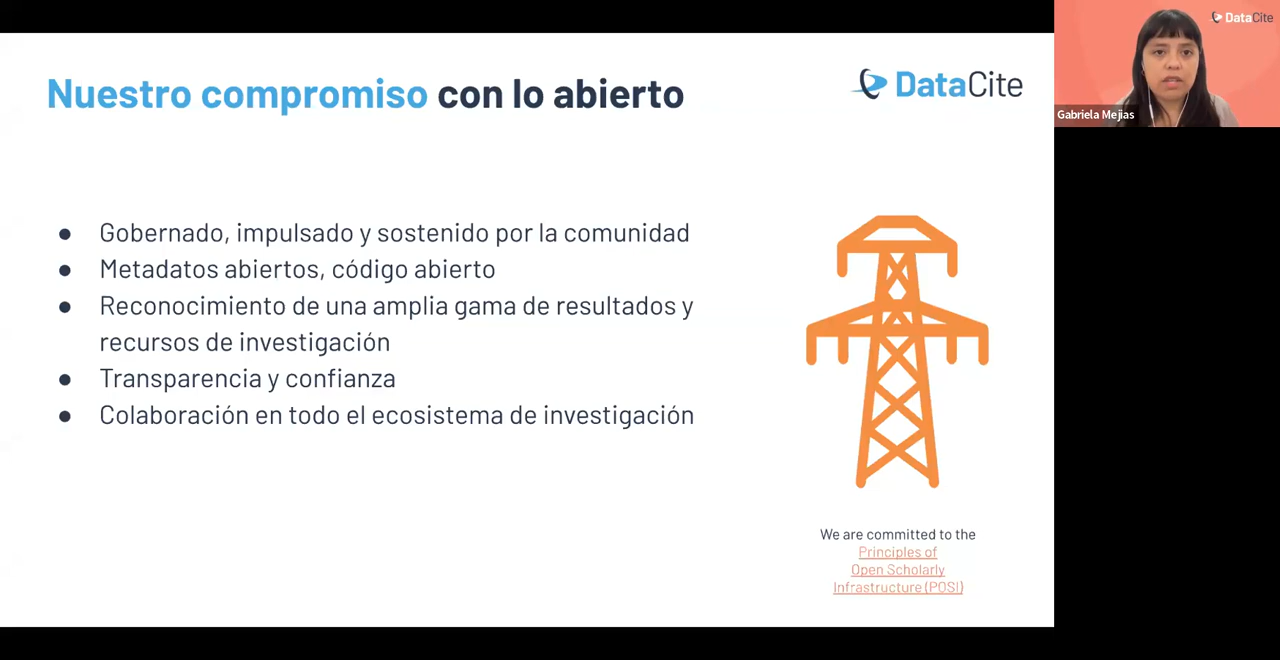 Nuestro compromiso con lo abierto
DataCite
Gobernado, impulsado y sostenido por la comunidad
Metadatos abiertos, código abierto
Reconocimiento de una amplia gama de resultados y
recursos de investigación
Transparencia y confianza
Colaboración en todo el ecosistema de investigación
We are committed to the
Principles of
Open Scholarly
Infrastructure (POSI)
DataCite
Gabriela Mejias